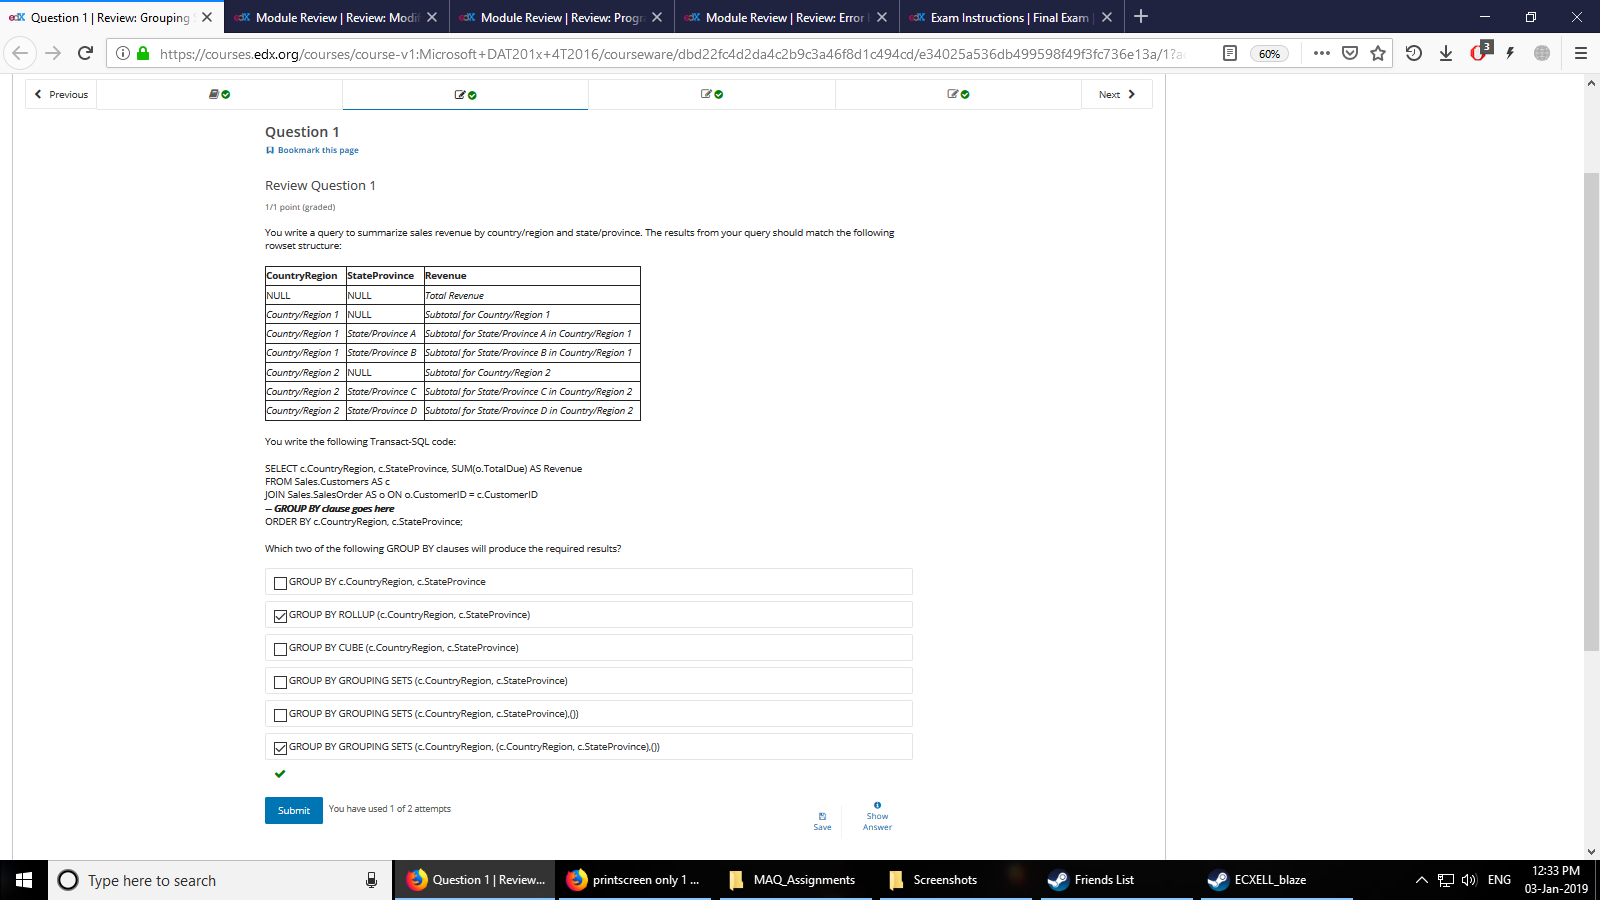 edX Question 1 | Review: Grouping
edX Module Review | Review: Modi
edX Module Review | Review: Progr
edX Module Review | Review: Error
edX Exam Instructions | Final Exam
https://courses.edx.org/courses/course-v1:Microsoft+DAT201x+4T2016/courseware/dbd22fc4d2da4c2b9c3a46f8d1c494cd/e34025a536db499598f49f3fc736e13a/1?a
60%
3
Previous
Next
Question 1
Bookmark this page
Review Question 1
1/1 point (graded)
You write a query to summarize sales revenue by country/region and state/province. The results from your query should match the following
rowset structure:
CountryRegion StateProvince Revenue
NULL NULL Total Revenue
Country/Region 1 NULL Subtotal for Country/Region 1
Country/Region 1 State/Province A Subtotal for State/Province A in Country/Region 1
Country/Region 1 State/Province B Subtotal for State/Province B in Country/Region 1
Country/Region 2 NULL Subtotal for Country/Region 2
Country/Region 2 State/Province C Subtotal for State/Province C in Country/Region 2
Country/Region 2 State/Province D Subtotal for State/Province D in Country/Region 2
You write the following Transact-SQL code:
SELECT c.CountryRegion, c.StateProvince, SUM(o.TotalDue) AS Revenue
FROM Sales.Customers AS c
JOIN Sales.SalesOrder AS o ON o.CustomerID = c.CustomerID
-- GROUP BY clause goes here
ORDER BY c.CountryRegion, c.StateProvince;
Which two of the following GROUP BY clauses will produce the required results?
GROUP BY c.CountryRegion, c.StateProvince
GROUP BY ROLLUP (c.CountryRegion, c.StateProvince)
GROUP BY CUBE (c.CountryRegion, c.StateProvince)
GROUP BY GROUPING SETS (c.CountryRegion, c.StateProvince)
GROUP BY GROUPING SETS (c.CountryRegion, c.StateProvince),())
GROUP BY GROUPING SETS (c.CountryRegion, (c.CountryRegion, c.StateProvince),())
Submit
You have used 1 of 2 attempts
Save
Show
Answer
Type here to search
Question 1 | Review...
printscreen only 1 ...
MAQ_Assignments
Screenshots
Friends List
ECXELL_blaze
ENG
12:33 PM
03-Jan-2019